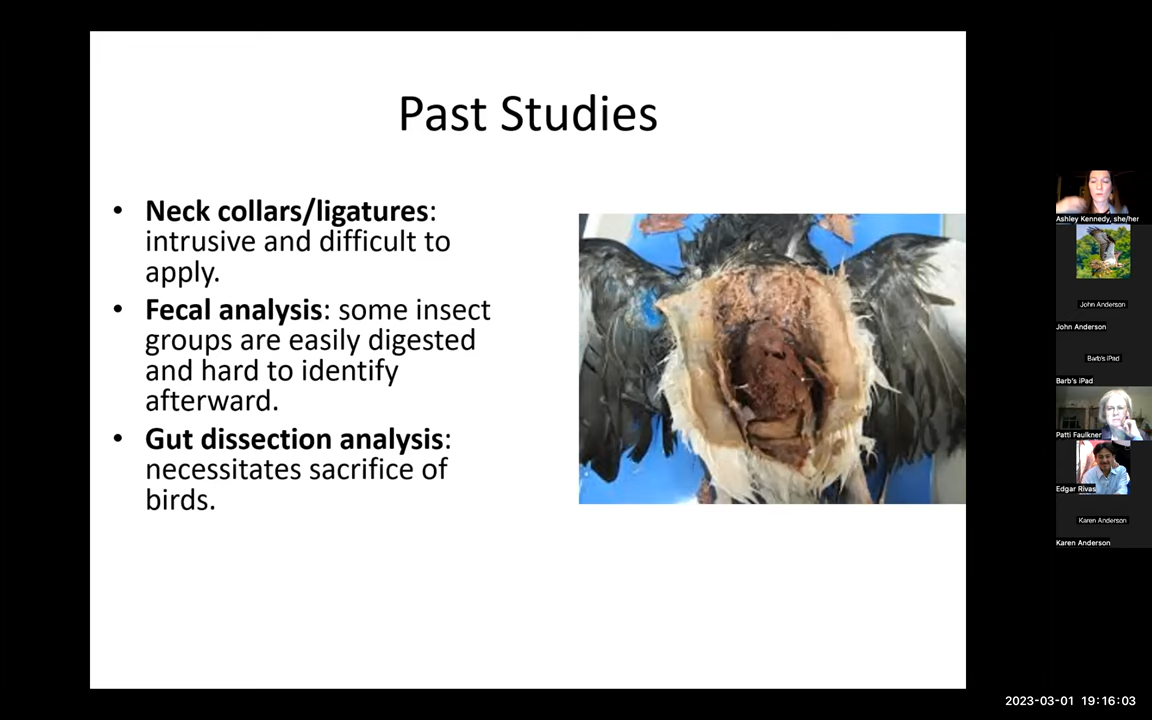 Past Studies
• Neck collars/ligatures:
intrusive and difficult to
apply.
• Fecal analysis: some insect
groups are easily digested
and hard to identify
afterward.
• Gut dissection analysis:
necessitates sacrifice of
birds.
Ashley Kennedy, she/her
John Anderson
John Anderson
Barb's iPad
Barb's iPad
Patti Faulkner
Edgar Rivas
Karen Anderson
Karen Anderson
2023-03-01 19:16:03